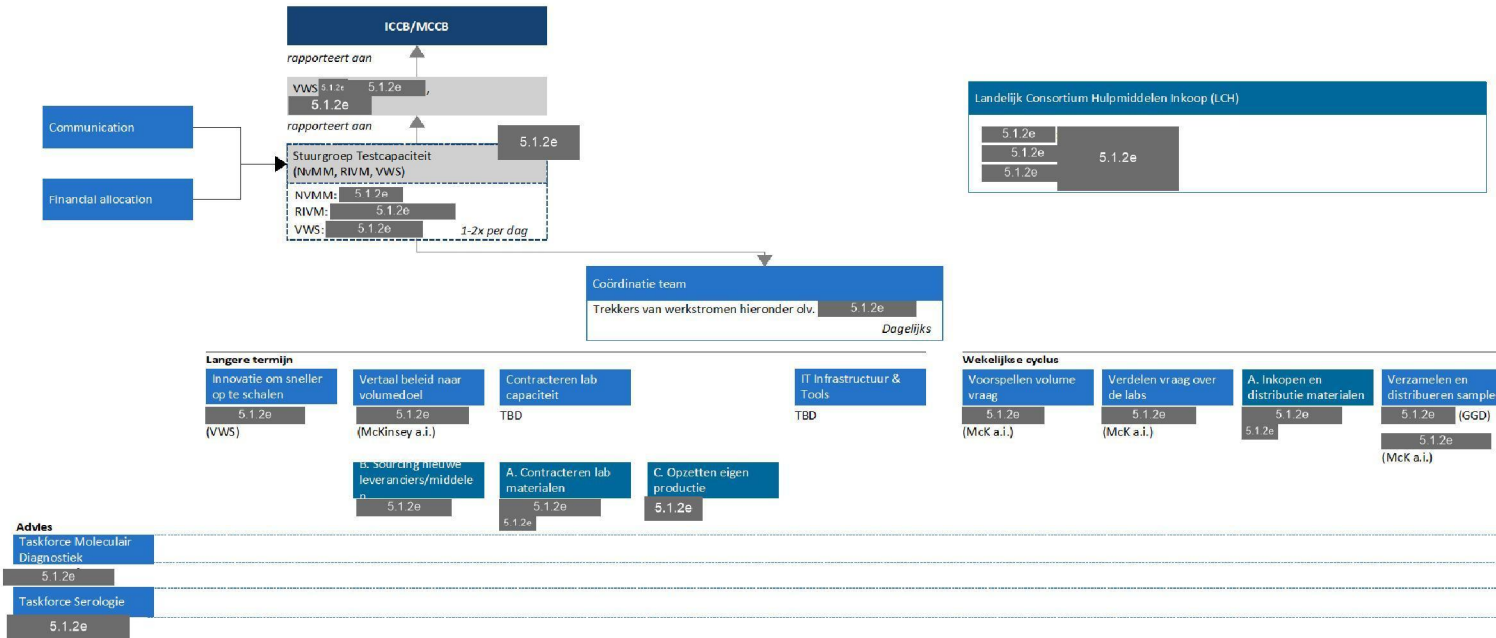 ICCB/MCCB
rapporteert aan
VWS 5.1.2e 5.1.2e ,
5.1.2e
rapporteert aan
Communication
Financial allocation
5.1.2e
Stuurgroep Testcapaciteit
(NvMM, RIVM, VWS)
NVMM: 5.1.2e
RIVM: 5.1.2e
VWS: 5.1.2e 1-2x per dag
Landelijk Consortium Hulpmiddelen Inkoop (LCH)
5.1.2e
5.1.2e
5.1.2e
5.1.2e
Coördinatie team
Trekkers van werkstromen hieronder olv. 5.1.2e
Dagelijks
Langere termijn
Innovatie om sneller
op te schalen
5.1.2e
(VWS)
Vertaal beleid naar
volumedoel
5.1.2e
(McKinsey a.i.)
Contracteren lab
capaciteit
TBD
IT Infrastructuur &
Tools
TBD
Wekelijkse cyclus
Voorspellen volume
vraag
5.1.2e
(McK a.i.)
Verdelen vraag over
de labs
5.1.2e
(McK a.i.)
A. Inkopen en
distributie materialen
5.1.2e
5.1.2e
Verzamelen en
distribueren sample
5.1.2e (GGD)
5.1.2e
(McK a.i.)
B. Sourcing nieuwe
leveranciers/middele
n
5.1.2e
A. Contracteren lab
materialen
5.1.2e
5.1.2e
C. Opzetten eigen
productie
5.1.2e
Advies
Taskforce Moleculair
Diagnostiek
5.1.2e
Taskforce Serologie
5.1.2e